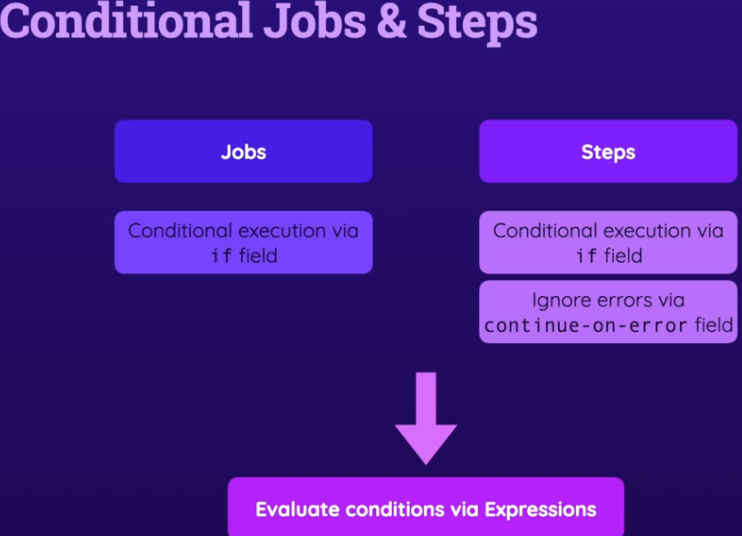 Conditional Jobs & Steps
Jobs
Conditional execution via
if field
Steps
Conditional execution via
if field
Ignore errors via
continue-on-error field
Evaluate conditions via Expressions